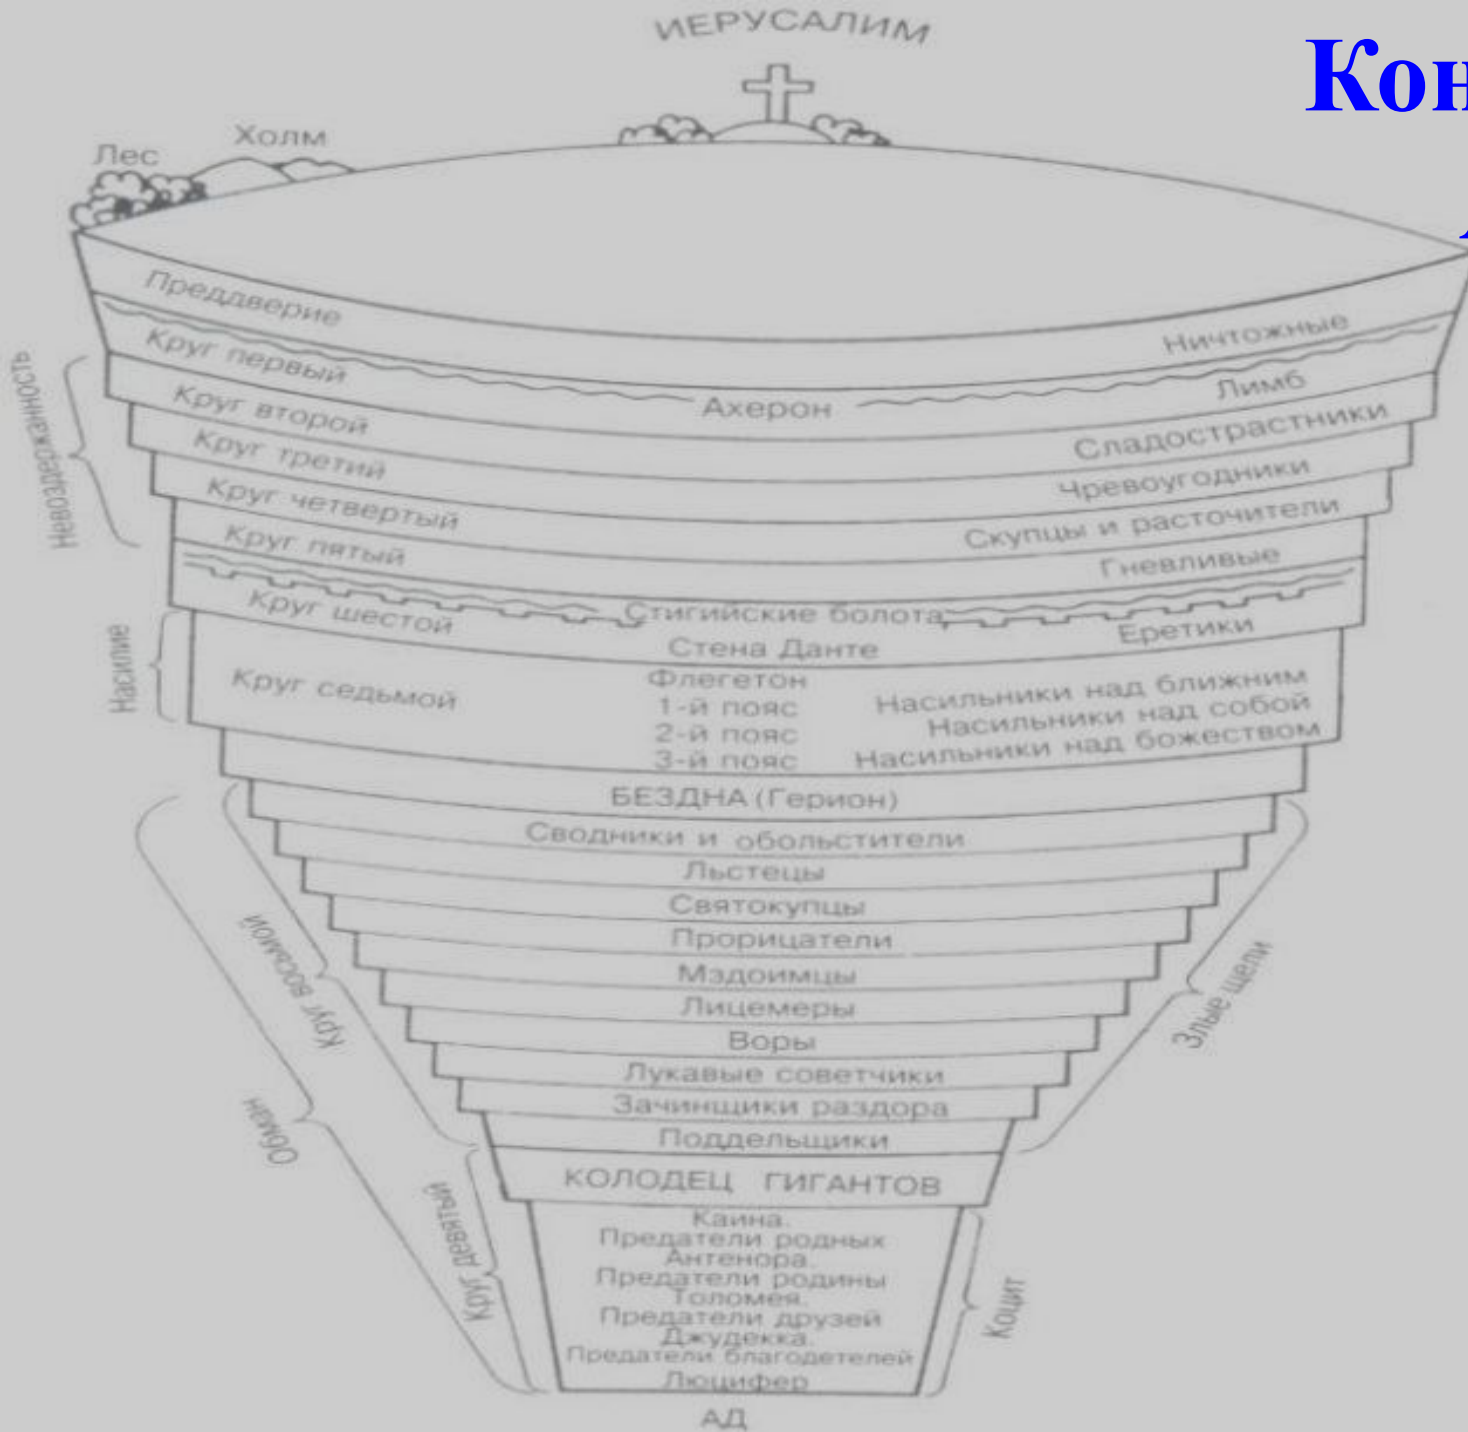 ИЕРУСАЛИМ
Холм
Лес
Преддверие
Ничтожные
Круг первый
Ахерон
Лимб
Круг второй
Сладострастники
Круг третий
Чревоугодники
Круг четвертый
Скупцы и расточители
Круг пятый
Гневливые
Невоздержанность
Стигийские болота
Круг шестой
Стена Данте
Еретики
Насилие
Круг седьмой
Флегетон
1-й пояс Насильники над ближним
2-й пояс Насильники над собой
3-й пояс Насильники над божеством
БЕЗДНА (Герион)
Сводники и обольстители
Льстецы
Святокупцы
Прорицатели
Мздоимцы
Лицемеры
Воры
Лукавые советчики
Зачинщики раздора
Поддельщики
Круг восьмой
Злые щели
Обман
КОЛОДЕЦ ГИГАНТОВ
Каина.
Предатели родных
Антенора.
Предатели родины
Толомея.
Предатели друзей
Джудекка.
Предатели благодетелей
Люцифер
Круг девятый
Коцит
АД